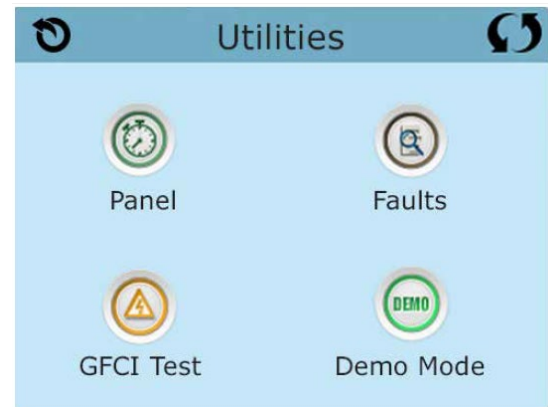 Utilities
Panel
Faults
GFCI Test
DEMO
Demo Mode